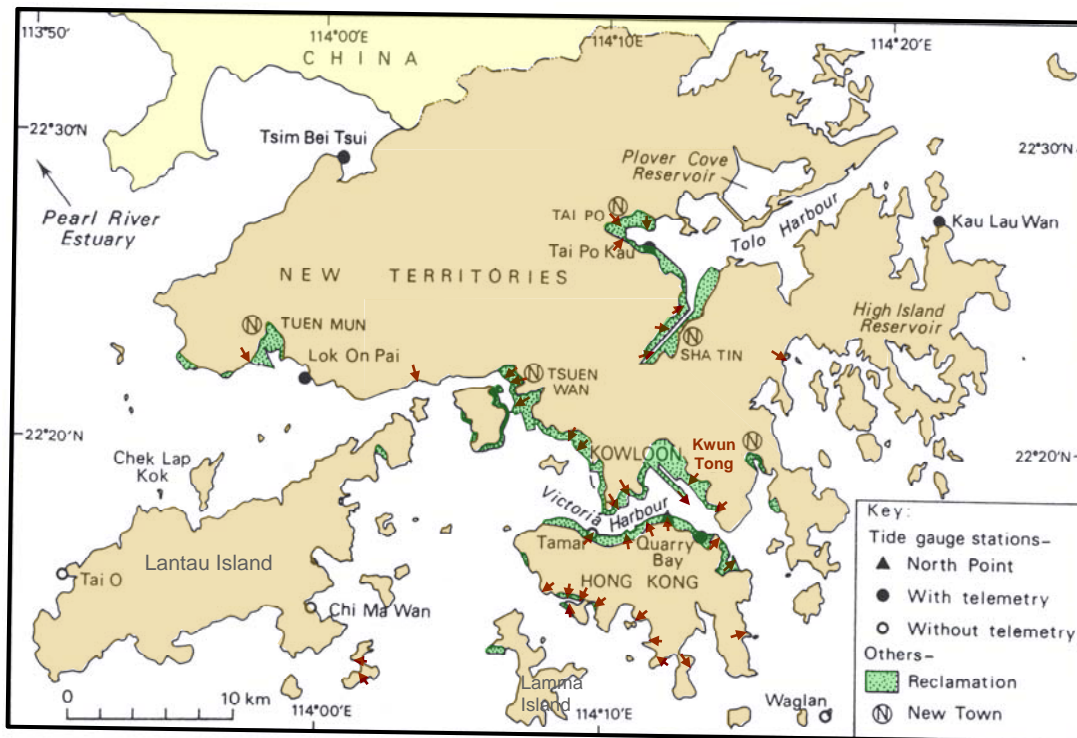 113°50'
114°00'E
114°10'E
114°20'E
CHINA
22°30'N
Tsim Bei Tsui
22°30'N
Plover Cove
Reservoir
Pearl River
Estuary
N
TAI PO
Tolo Harbour
Kau Lau Wan
Tai Po Kau
NEW TERRITORIES
High Island
Reservoir
N
TUEN MUN
N
SHA TIN
Lok On Pai
N
TSUEN
WAN
22°20'N
N
22°20'N
Chek Lap
Kok
KOWLOON
Kwun
Tong
Victoria Harbour
Key:
Tide gauge stations–
North Point
With telemetry
Without telemetry
Others–
Reclamation
N New Town
Tamar
Quarry
Bay
Lantau Island
Tai O
HONG KONG
Chi Ma Wan
Lamma
Island
Waglan
0 10 km
114°00'E
114°10'E